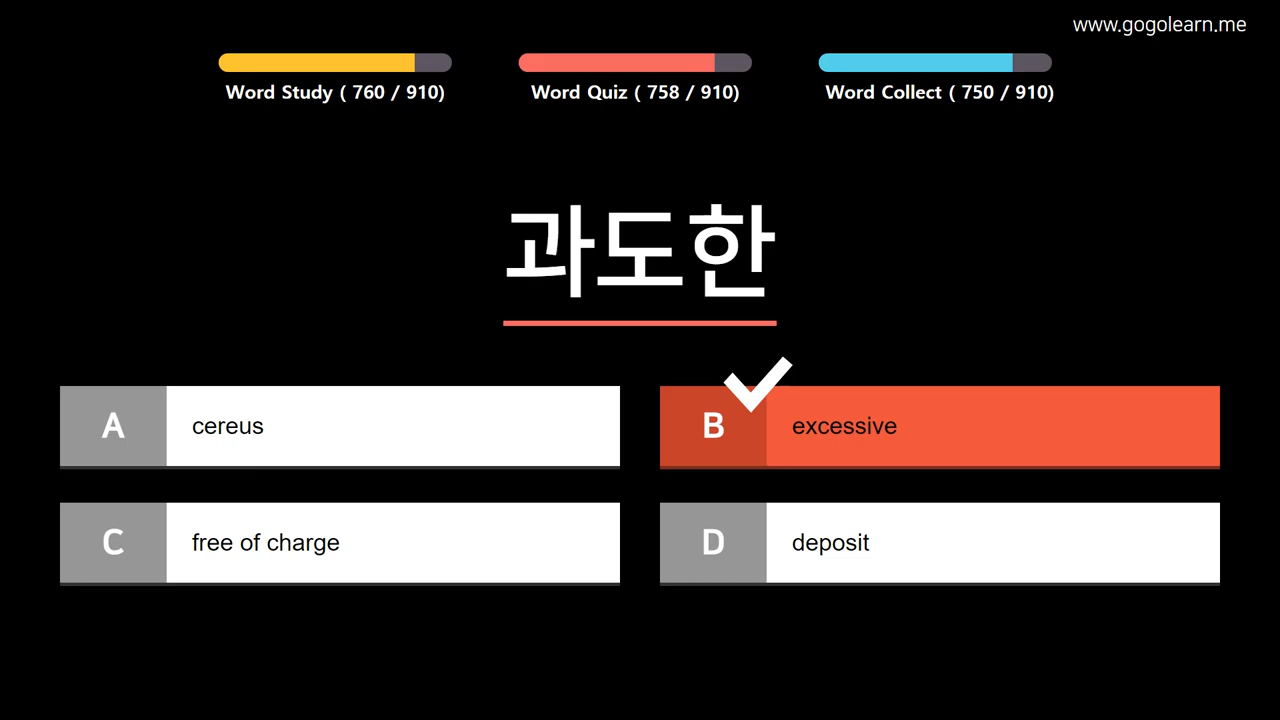 www.gogolearn.me
Word Study ( 760 / 910)
Word Quiz ( 758 / 910)
Word Collect ( 750 / 910)
과도한
A cereus
B excessive
C free of charge
D deposit